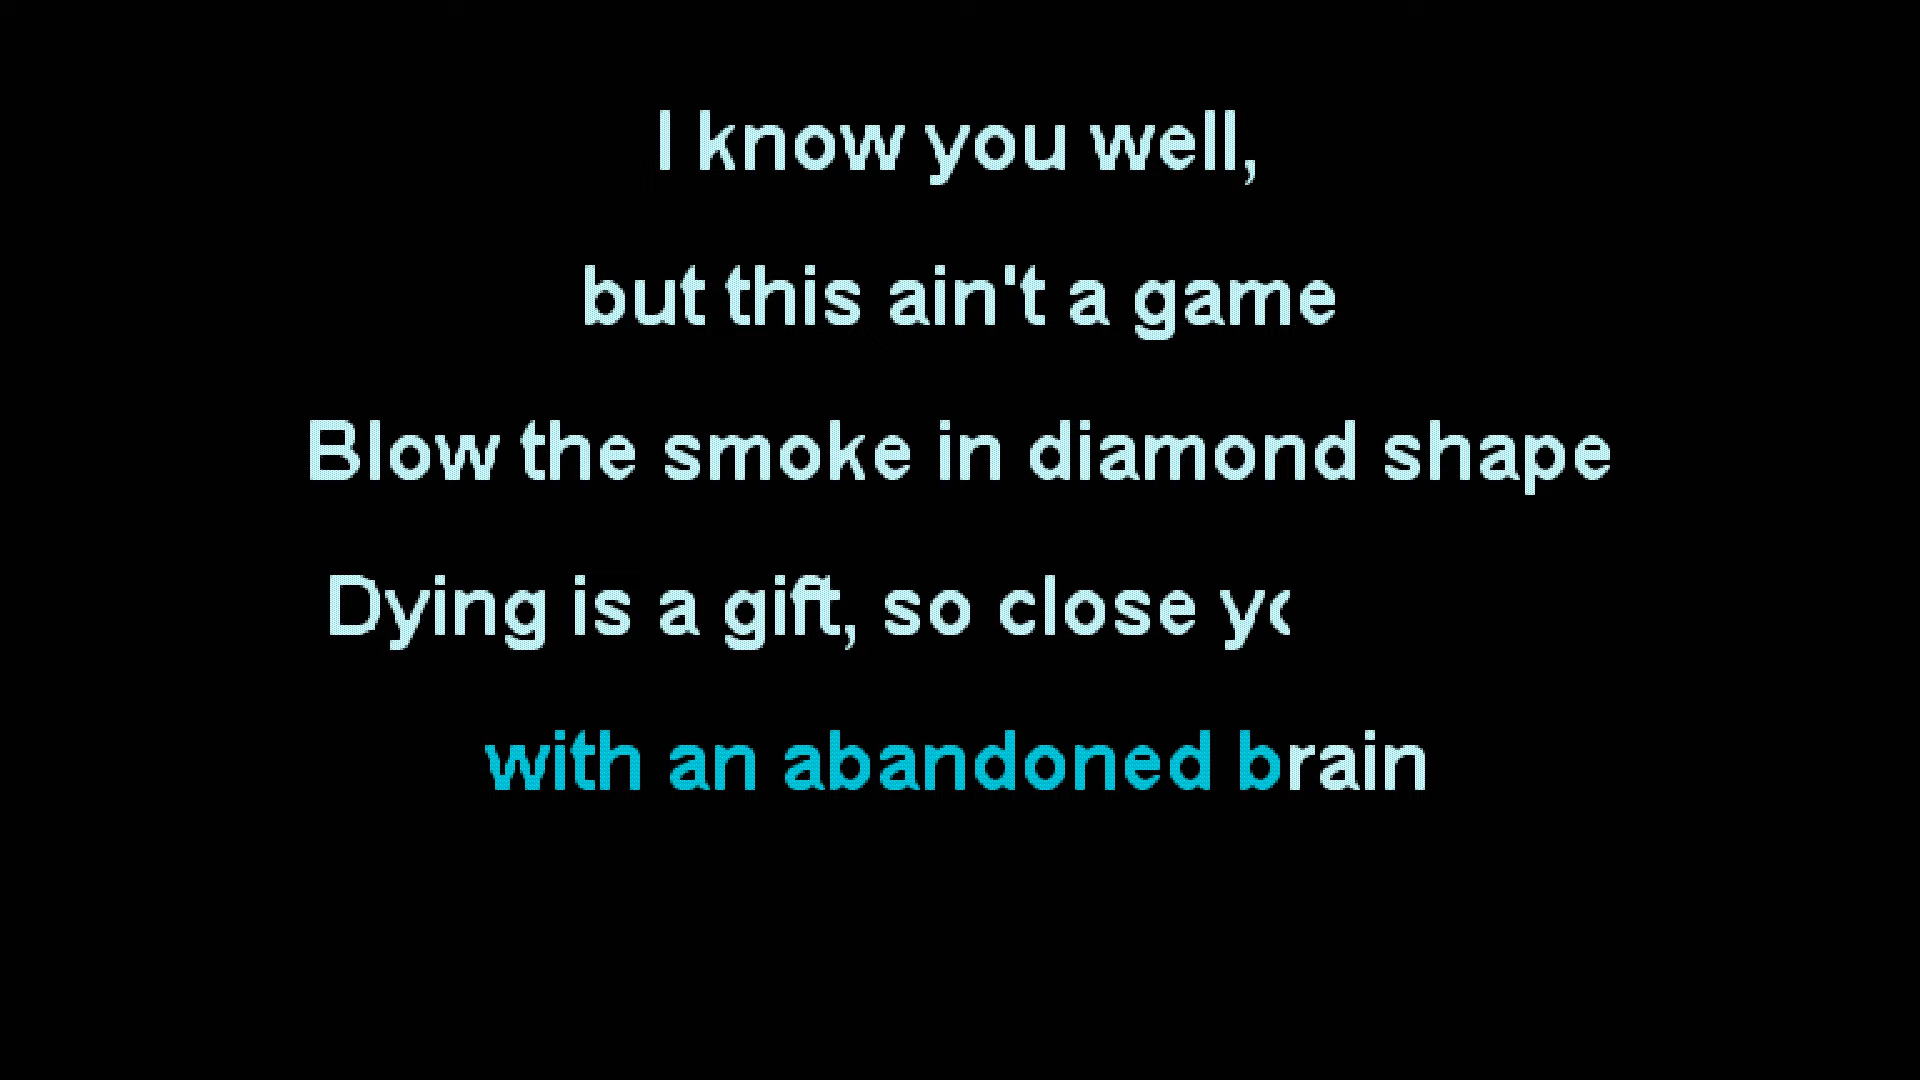 I know you well,
but this ain't a game
Blow the smoke in diamond shape
Dying is a gift, so close
with an abandoned brain